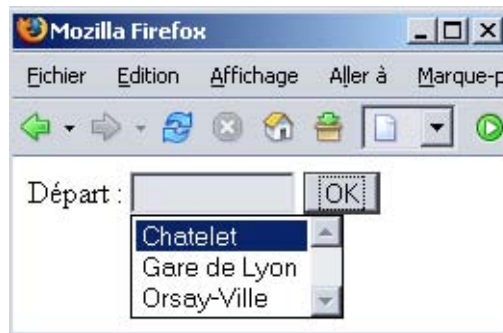 Mozilla Firefox
Fichier Edition Affichage Aller à Marque-p
Départ : OK
Chatelet
Gare de Lyon
Orsay-Ville